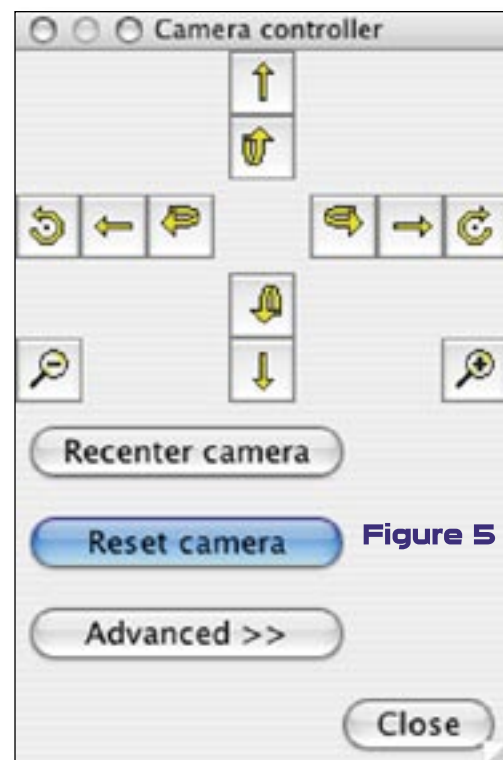 Camera controller
Recenter camera
Reset camera
Figure 5
Advanced >>
Close